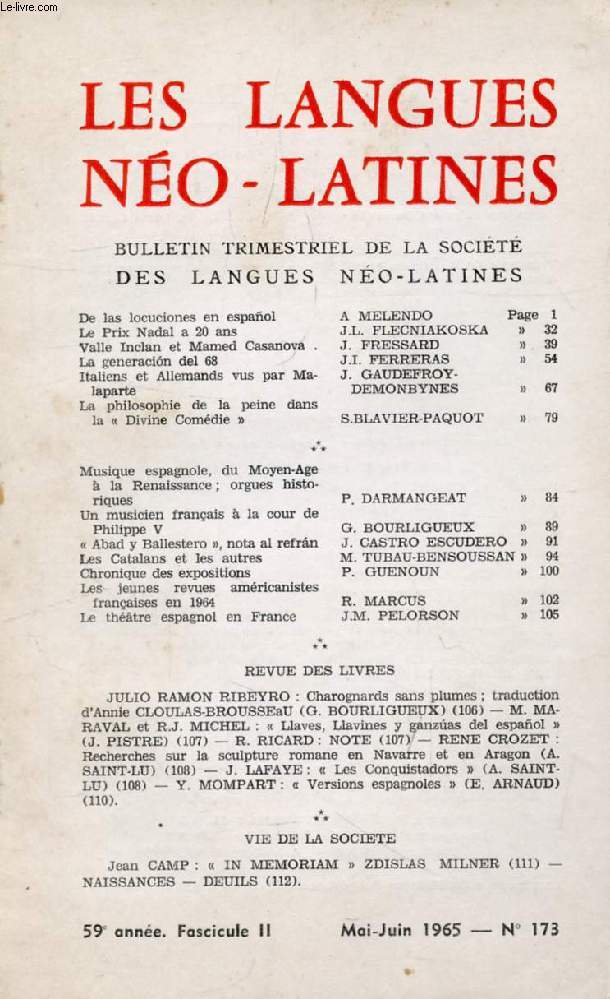 Le-livre.com
LES LANGUES
NÉO-LATINES
BULLETIN TRIMESTRIEL DE LA SOCIÉTÉ
DES LANGUES NÉO-LATINES
De las locuciones en español A MELENDO Page 1
Le Prix Nadal a 20 ans J.L. FLECNIAKOSKA » 32
Valle Inclan et Mamed Casanova . J. FRESSARD » 39
La generación del 68 J.I. FERRERAS » 54
Italiens et Allemands vus par Ma- J. GAUDEFROY-
laparte DEMONBYNES » 67
La philosophie de la peine dans
la « Divine Comédie » S.BLAVIER-PAQUOT » 79
Musique espagnole, du Moyen-Age
à la Renaissance ; orgues histo-
riques P. DARMANGEAT » 84
Un musicien français à la cour de
Philippe V G. BOURLIGUEUX » 89
« Abad y Ballestero », nota al refrán J. CASTRO ESCUDERO » 91
Les Catalans et les autres M. TUBAU-BENSOUSSAN » 94
Chronique des expositions P. GUENOUN » 100
Les jeunes revues américanistes
françaises en 1964 R. MARCUS » 102
Le théâtre espagnol en France J.M. PELORSON » 105
REVUE DES LIVRES
JULIO RAMON RIBEYRO : Charognards sans plumes ; traduction
d'Annie CLOULAS-BROUSSEaU (G. BOURLIGUEUX) (106) — M. MA-
RAVAL et R.J. MICHEL : « Llaves, Llavines y ganzúas del español »
(J. PISTRE) (107) — R. RICARD : NOTE (107) — RENE CROZET :
Recherches sur la sculpture romane en Navarre et en Aragon (A.
SAINT-LU) (108) — J. LAFAYE : « Les Conquistadors » (A. SAINT-
LU) (108) — Y. MOMPART : « Versions espagnoles » (E. ARNAUD)
(110).
VIE DE LA SOCIETE
Jean CAMP : « IN MEMORIAM » ZDISLAS MILNER (111) —
NAISSANCES — DEUILS (112).
59e année. Fascicule II Mai-Juin 1965 — N° 173